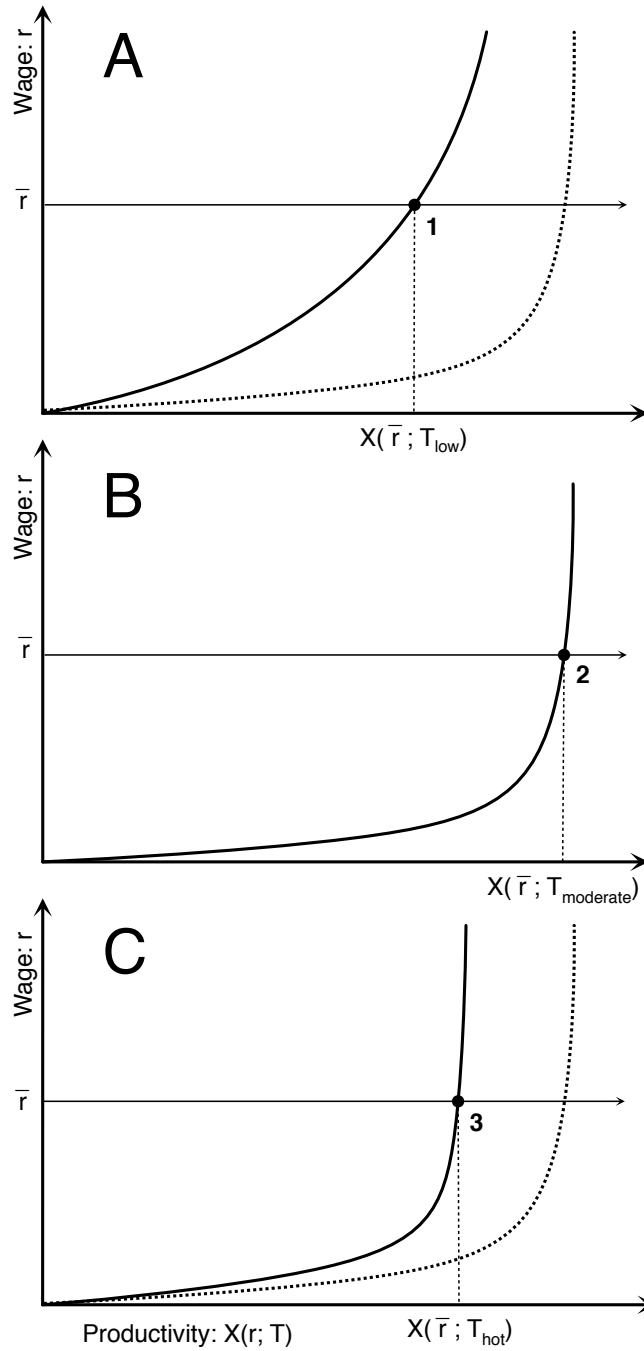 A
Wage: r
r̄
1
X( r̄ ; T_low)
B
Wage: r
r̄
2
X( r̄ ; T_moderate)
C
Wage: r
r̄
3
Productivity: X(r; T)
X( r̄ ; T_hot)